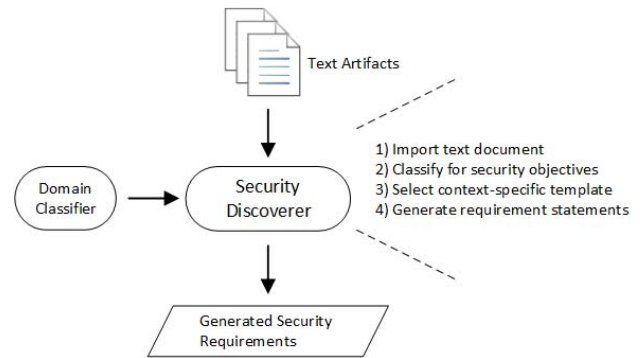 Text Artifacts
1) Import text document
2) Classify for security objectives
3) Select context-specific template
4) Generate requirement statements
Domain
Classifier
Security
Discoverer
Generated Security
Requirements